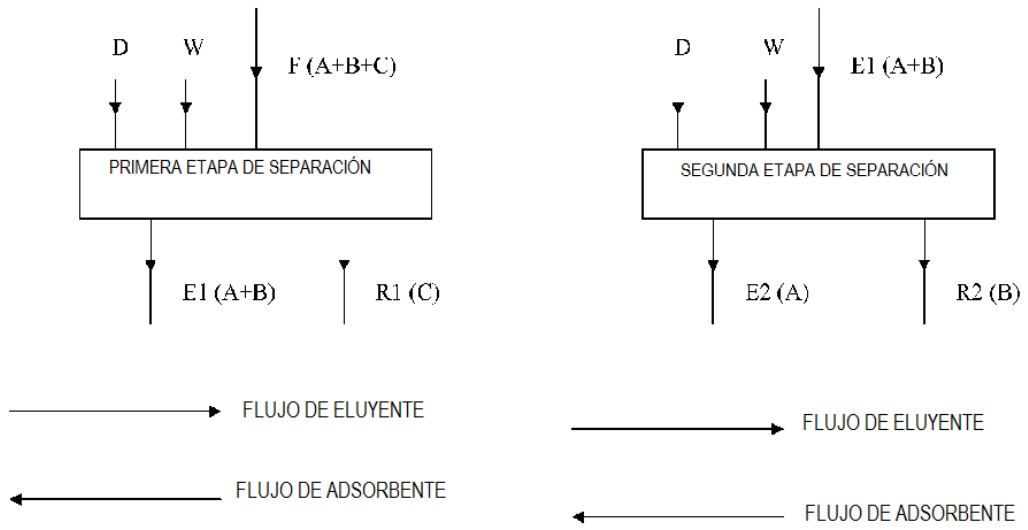 D
W
F (A+B+C)
PRIMERA ETAPA DE SEPARACIÓN
E1 (A+B)
R1 (C)
FLUJO DE ELUYENTE
FLUJO DE ADSORBENTE
D
W
E1 (A+B)
SEGUNDA ETAPA DE SEPARACIÓN
E2 (A)
R2 (B)
FLUJO DE ELUYENTE
FLUJO DE ADSORBENTE